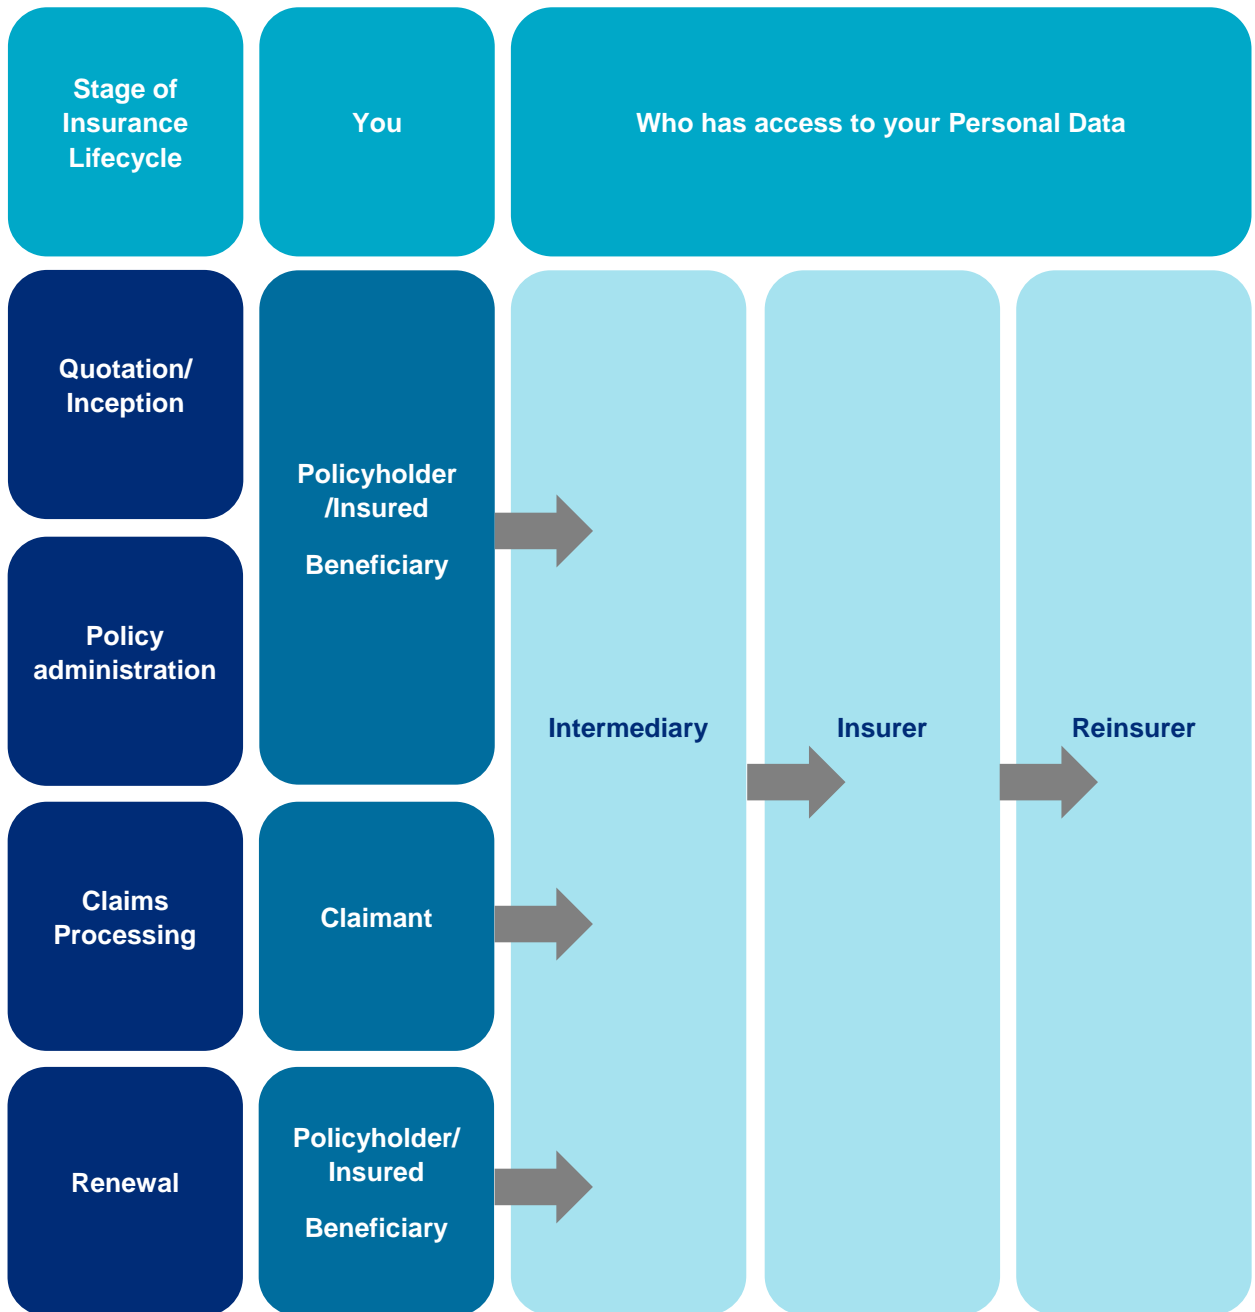 Stage of
Insurance
Lifecycle
You
Who has access to your Personal Data
Quotation/
Inception
Policyholder
/Insured
Beneficiary
Policy
administration
Intermediary
Insurer
Reinsurer
Claims
Processing
Claimant
Renewal
Policyholder/
Insured
Beneficiary